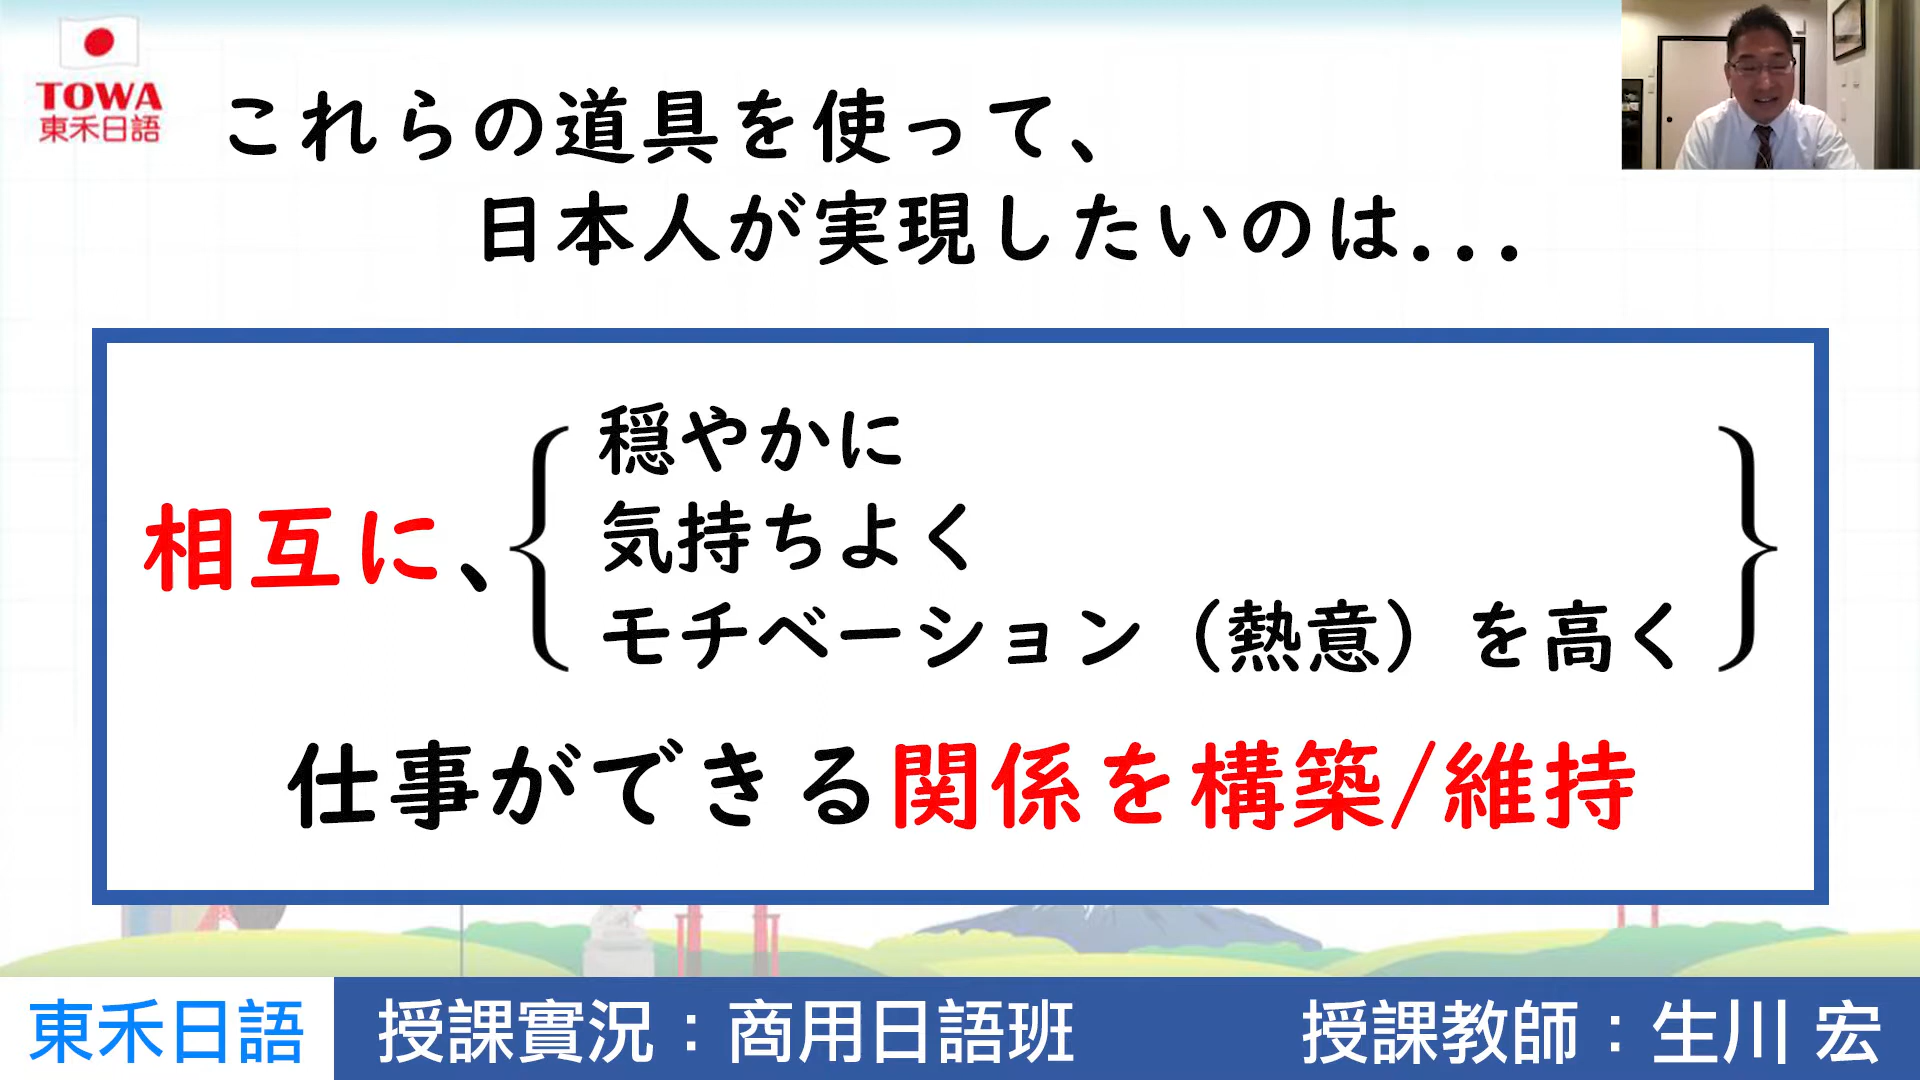 TOWA
東禾日語
これらの道具を使って、
日本人が実現したいのは...
相互に、
穏やかに
気持ちよく
モチベーション（熱意）を高く
仕事ができる関係を構築/維持
東禾日語
授課實況：商用日語班
授課教師：生川 宏